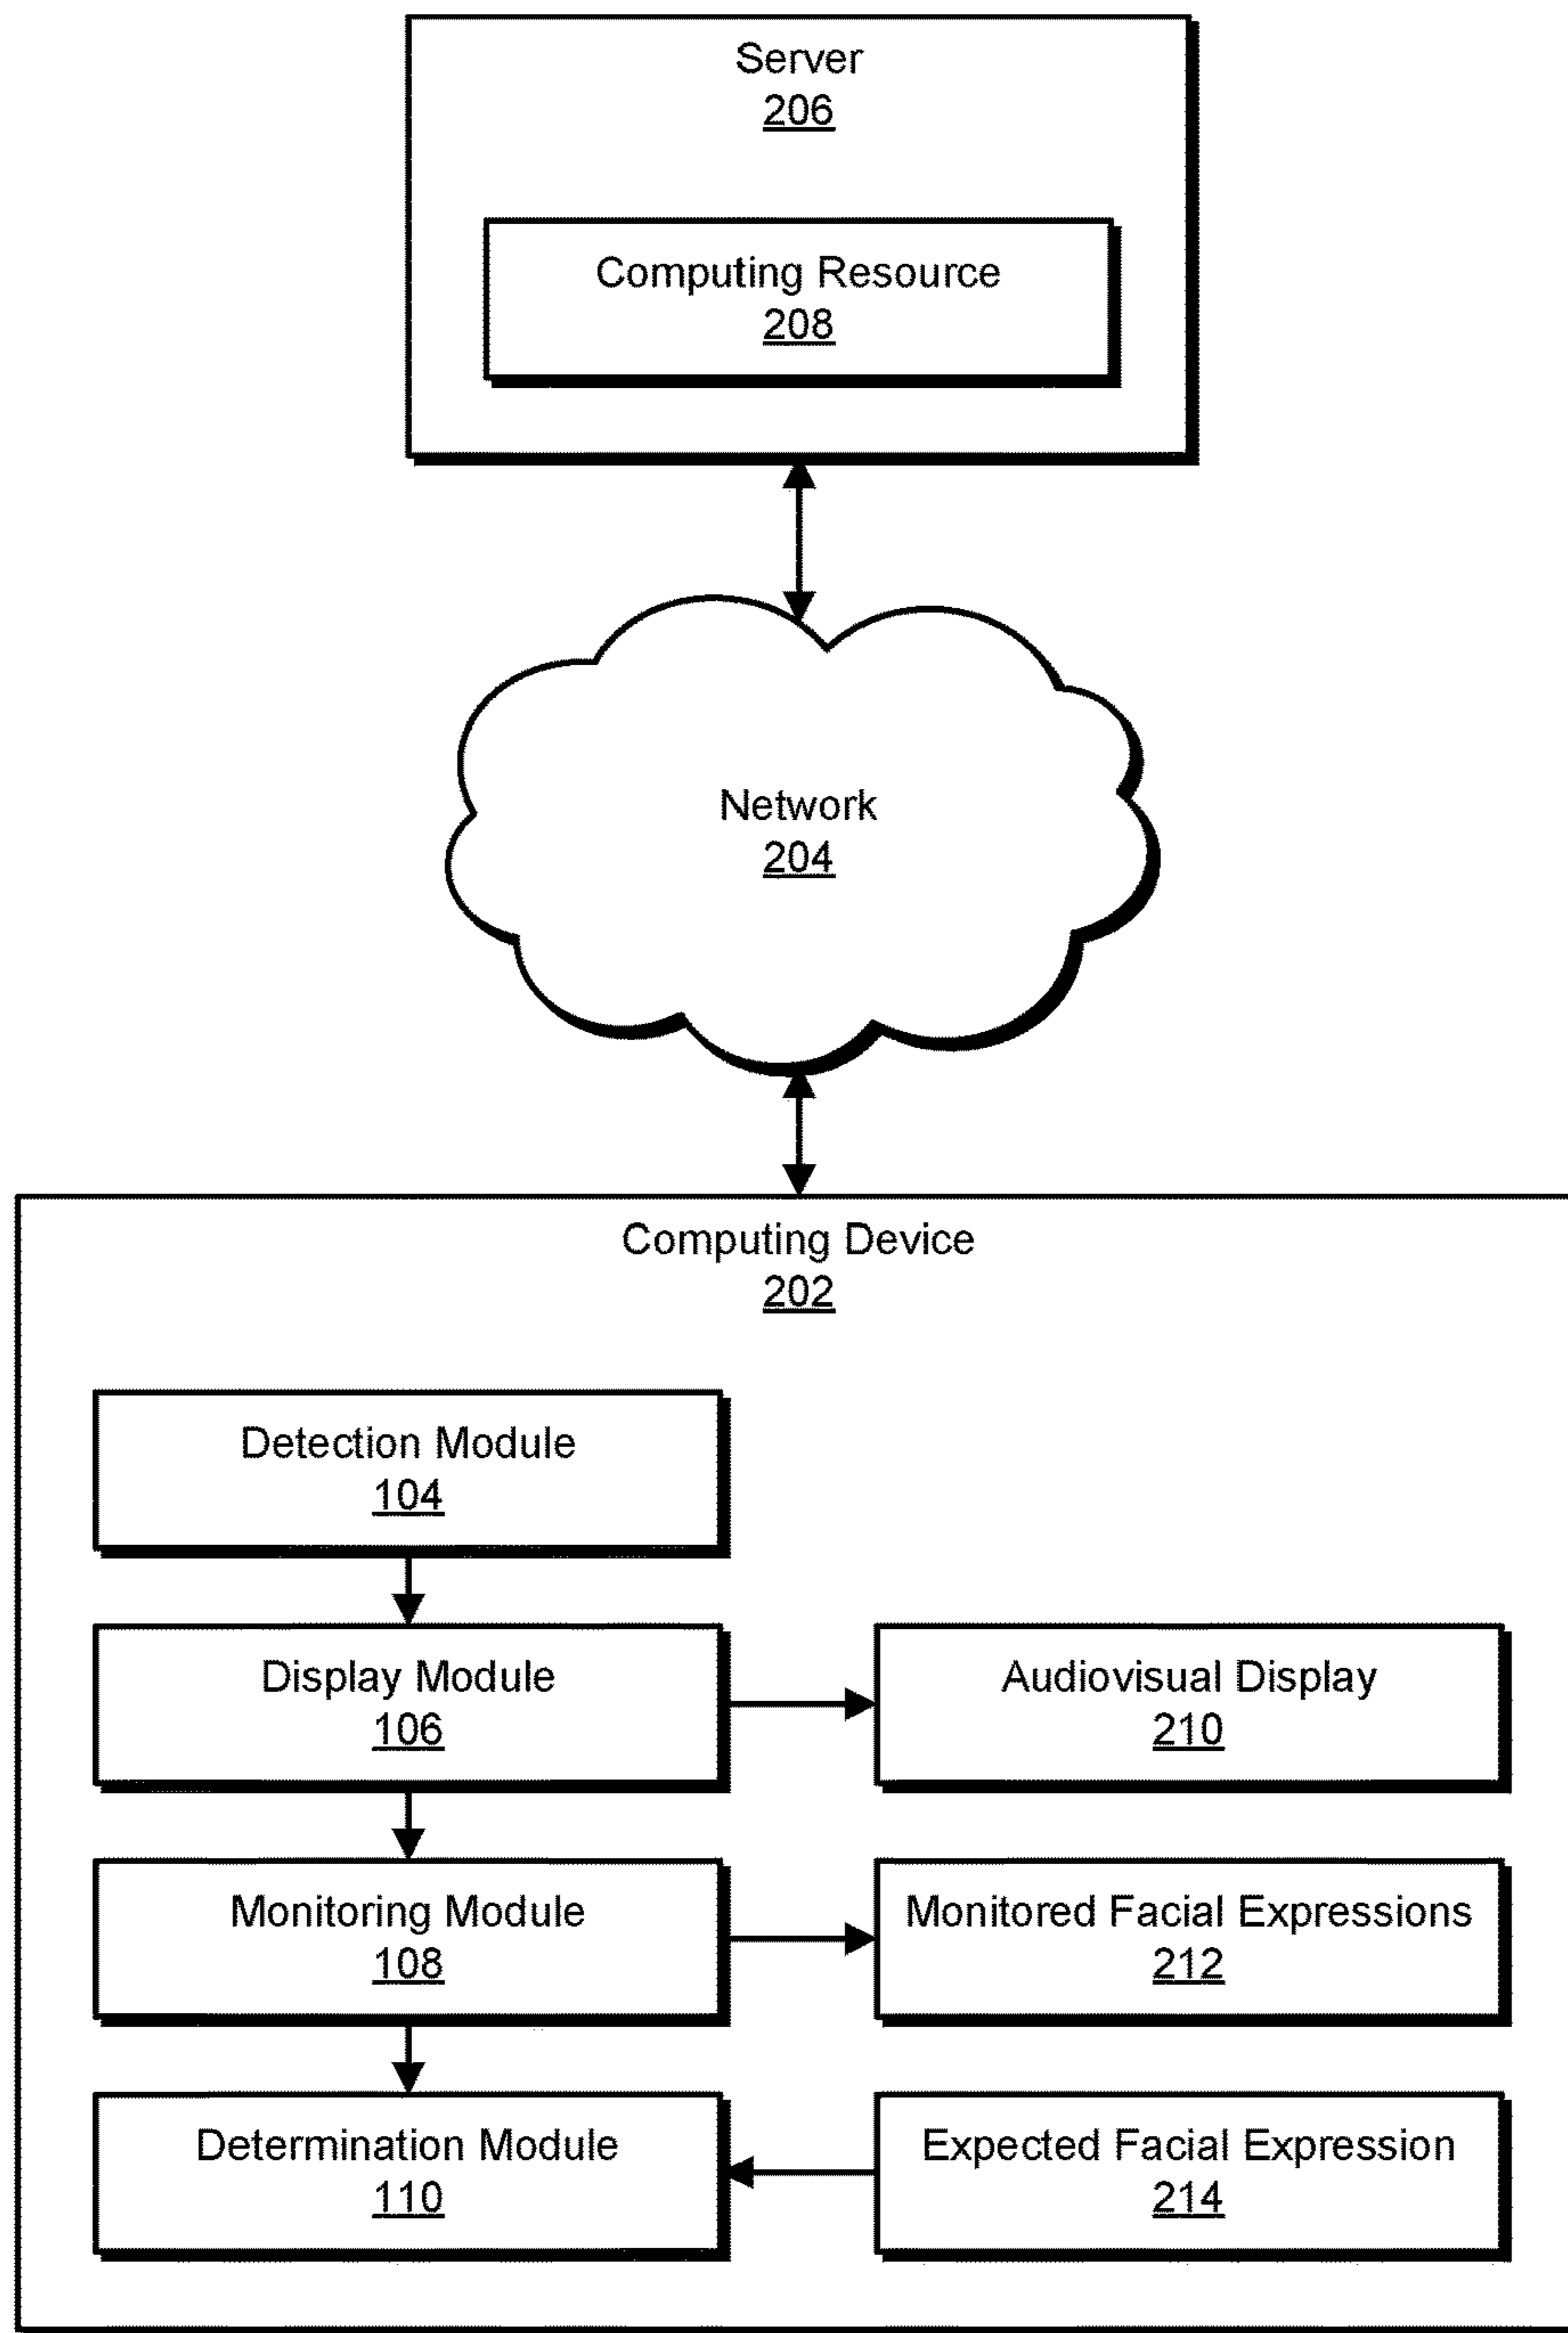 Server
206
Computing Resource
208
Network
204
Computing Device
202
Detection Module
104
Display Module
106
Audiovisual Display
210
Monitoring Module
108
Monitored Facial Expressions
212
Determination Module
110
Expected Facial Expression
214